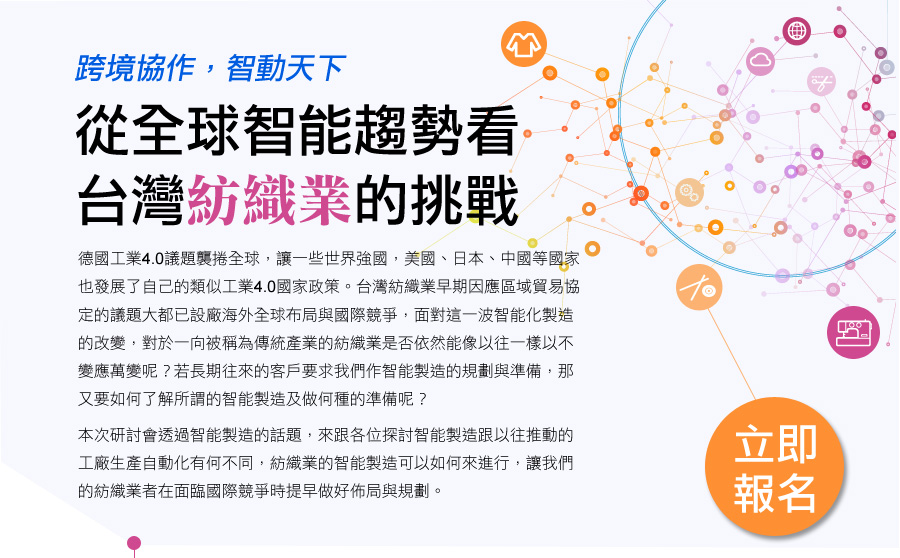 跨境協作，智動天下
從全球智能趨勢看
台灣紡織業的挑戰
德國工業4.0議題襲捲全球，讓一些世界強國，美國、日本、中國等國家
也發展了自己的類似工業4.0國家政策。台灣紡織業早期因應區域貿易協
定的議題大都已設廠海外全球布局與國際競爭，面對這一波智能化製造
的改變，對於一向被稱為傳統產業的紡織業是否依然能像以往一樣以不
變應萬變呢？若長期往來的客戶要求我們作智能製造的規劃與準備，那
又要如何了解所謂的智能製造及做何種的準備呢？
本次研討會透過智能製造的話題，來跟各位探討智能製造跟以往推動的
工廠生產自動化有何不同，紡織業的智能製造可以如何來進行，讓我們
的紡織業者在面臨國際競爭時提早做好佈局與規劃。
立即
報名